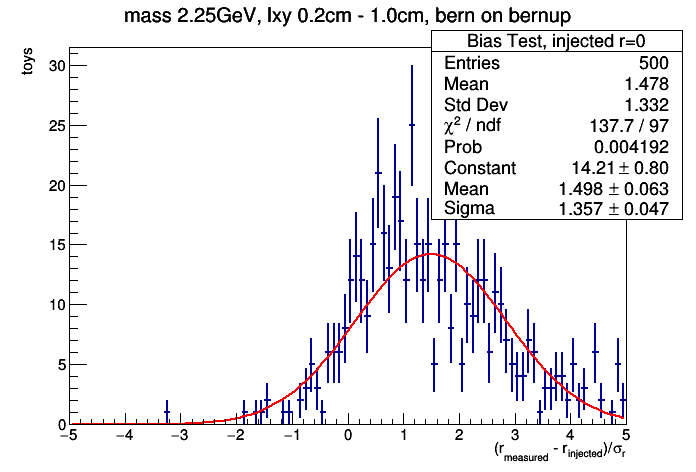 mass 2.25GeV, lxy 0.2cm - 1.0cm, bern on bernup
toys
Bias Test, injected r=0
Entries 500
Mean 1.478
Std Dev 1.332
χ² / ndf 137.7 / 97
Prob 0.004192
Constant 14.21 ± 0.80
Mean 1.498 ± 0.063
Sigma 1.357 ± 0.047
30
25
20
15
10
5
0
−5 −4 −3 −2 −1 0 1 2 3 4 5
(r_measured - r_injected)/σ_r